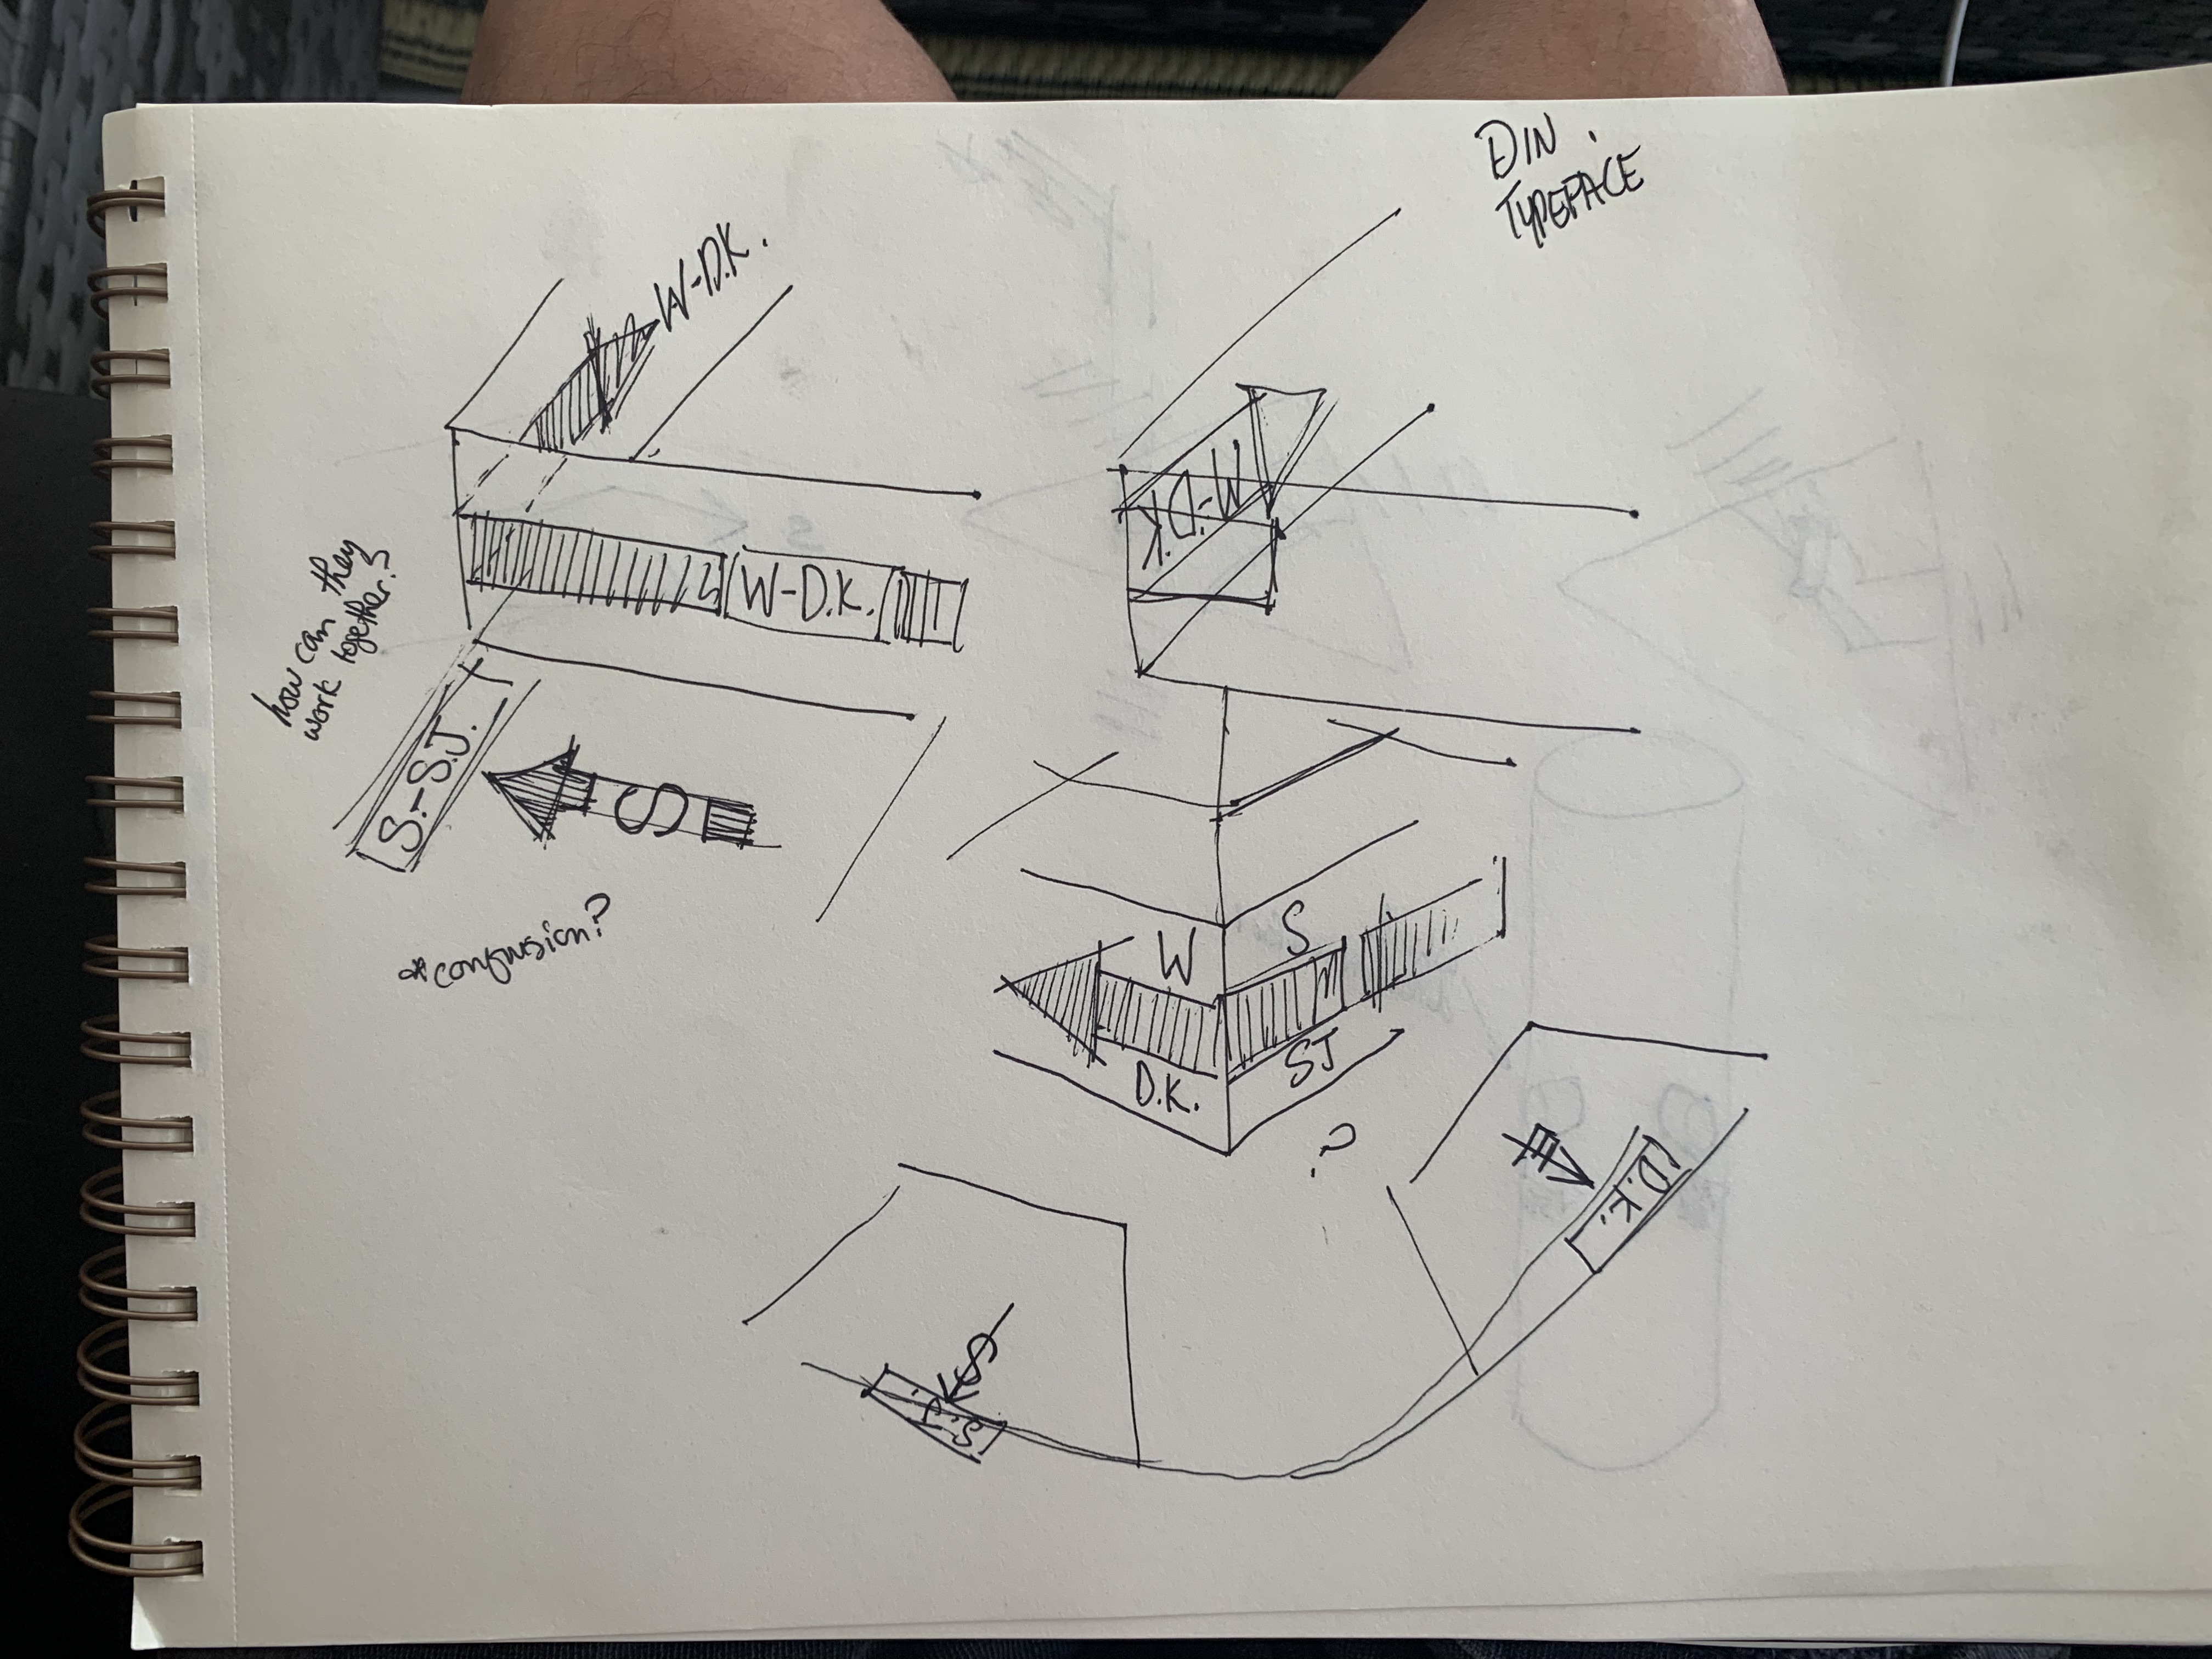 DIN.
TYPEFACE
W-D.K.
W-D.K.
W-D.K.
how can they
work together?
S.-S.J.
S
*confusion?
W
S
D.K.
SJ
?
D.K.
S
S.J.